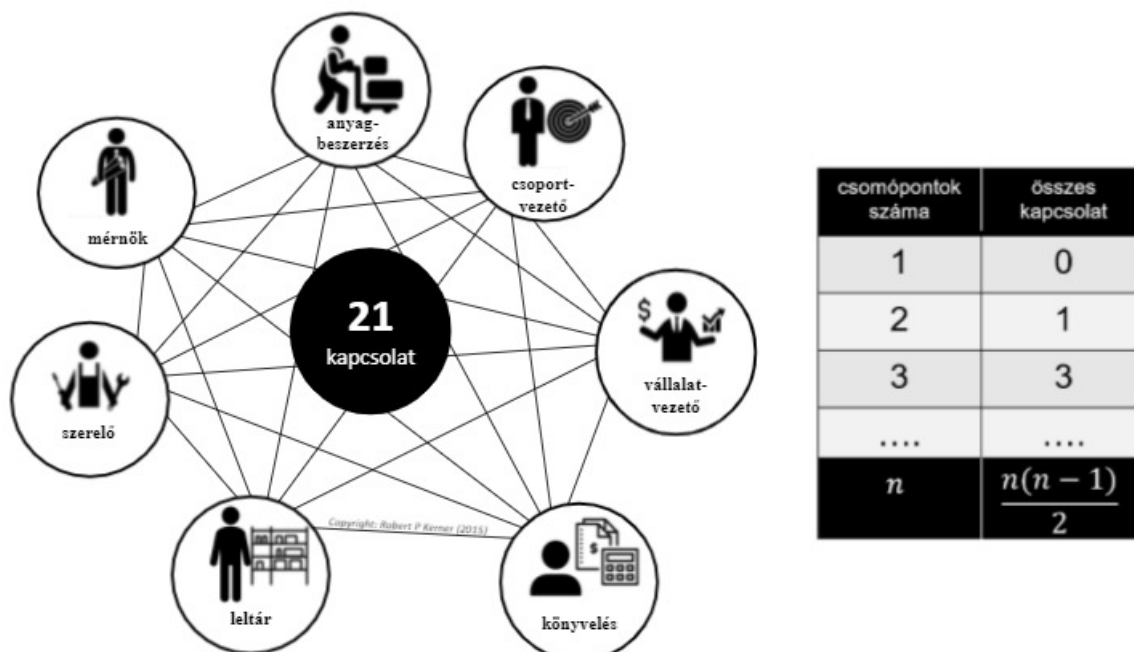 anyag-
beszerzés
csoport-
vezető
mérnök
21
kapcsolat
vállalat-
vezető
szerelő
leltár
Copyright: Robert P Kerner (2015)
könyvelés
$
$
csomópontok
száma
összes
kapcsolat
1 0
2 1
3 3
.... ....
n n(n − 1)
2